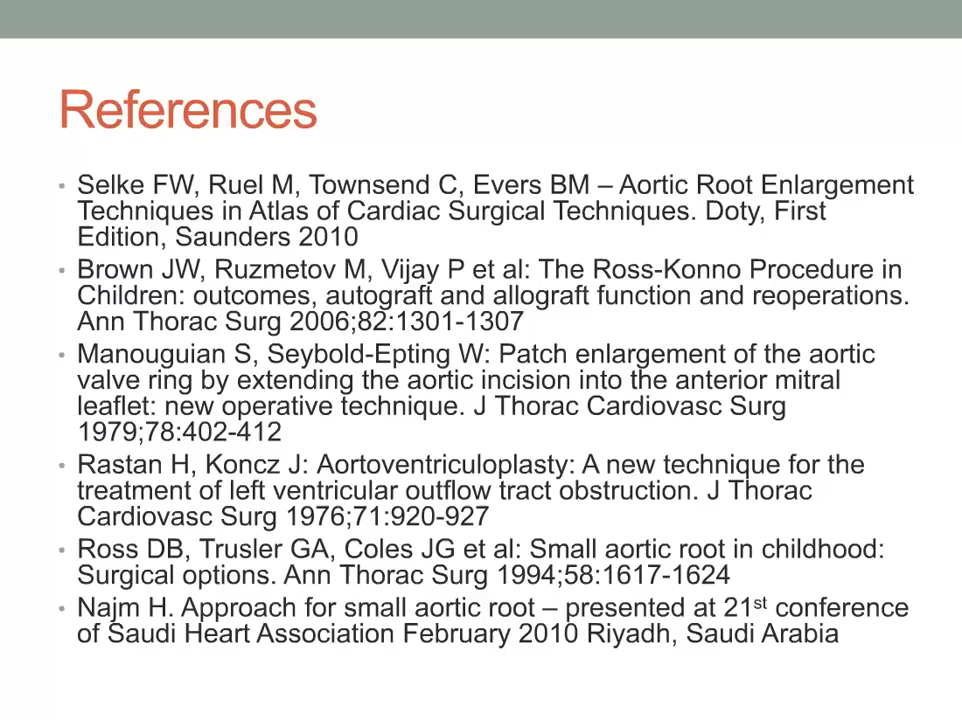 References
• Selke FW, Ruel M, Townsend C, Evers BM – Aortic Root Enlargement
Techniques in Atlas of Cardiac Surgical Techniques. Doty, First
Edition, Saunders 2010
• Brown JW, Ruzmetov M, Vijay P et al: The Ross-Konno Procedure in
Children: outcomes, autograft and allograft function and reoperations.
Ann Thorac Surg 2006;82:1301-1307
• Manouguian S, Seybold-Epting W: Patch enlargement of the aortic
valve ring by extending the aortic incision into the anterior mitral
leaflet: new operative technique. J Thorac Cardiovasc Surg
1979;78:402-412
• Rastan H, Koncz J: Aortoventriculoplasty: A new technique for the
treatment of left ventricular outflow tract obstruction. J Thorac
Cardiovasc Surg 1976;71:920-927
• Ross DB, Trusler GA, Coles JG et al: Small aortic root in childhood:
Surgical options. Ann Thorac Surg 1994;58:1617-1624
• Najm H. Approach for small aortic root – presented at 21st conference
of Saudi Heart Association February 2010 Riyadh, Saudi Arabia